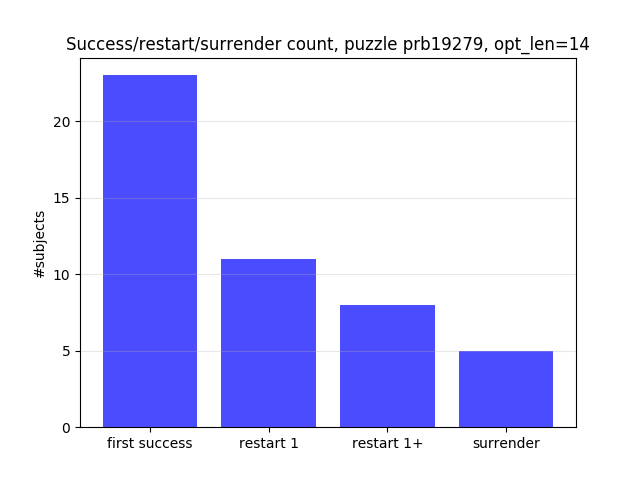 Success/restart/surrender count, puzzle prb19279, opt_len=14
#subjects
20
15
10
5
0
first success restart 1 restart 1+ surrender